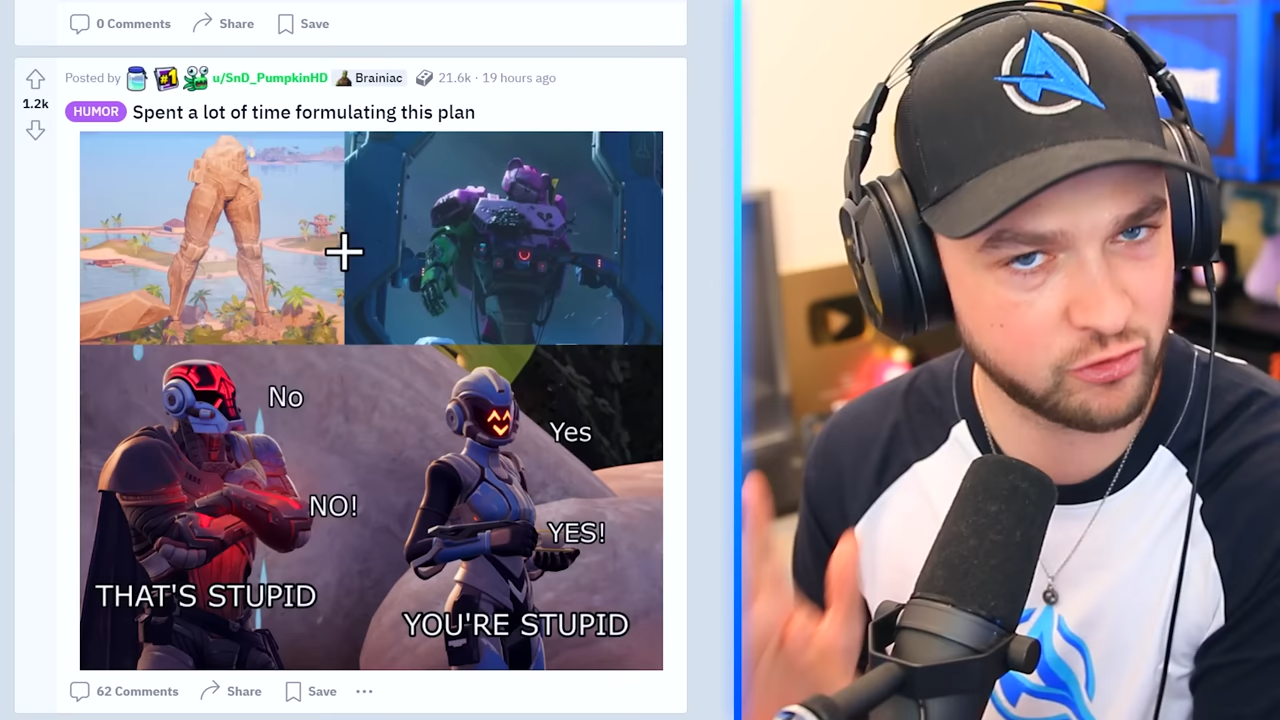 0 Comments Share Save
Posted by u/SnD_PumpkinHD Brainiac 21.6k · 19 hours ago
1.2k
HUMOR Spent a lot of time formulating this plan
No
Yes
NO!
YES!
THAT'S STUPID
YOU'RE STUPID
62 Comments Share Save ...